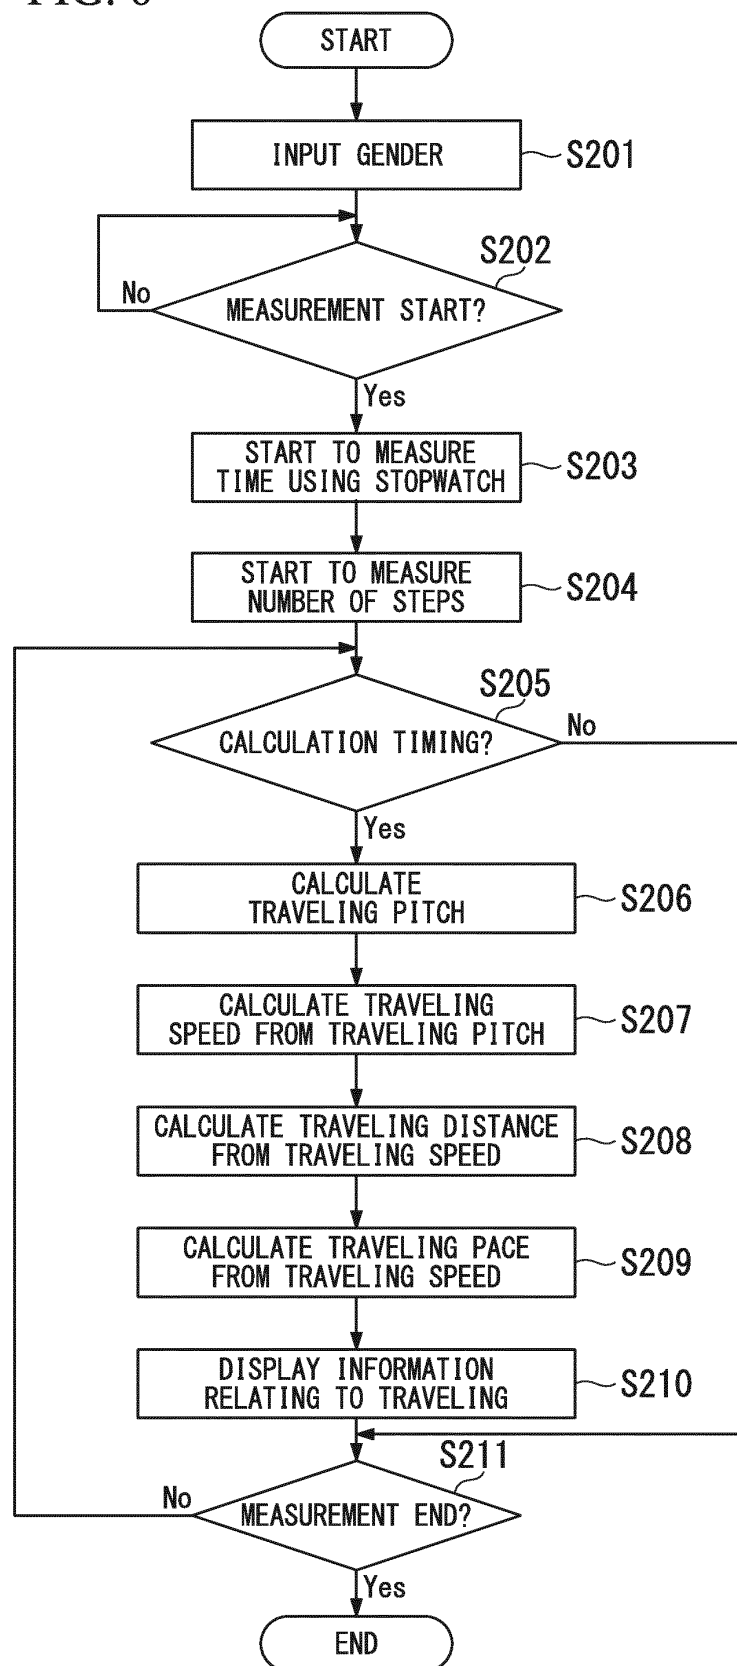 START
INPUT GENDER
S201
S202
No
MEASUREMENT START?
Yes
START TO MEASURE
TIME USING STOPWATCH
S203
START TO MEASURE
NUMBER OF STEPS
S204
S205
CALCULATION TIMING?
No
Yes
CALCULATE
TRAVELING PITCH
S206
CALCULATE TRAVELING
SPEED FROM TRAVELING PITCH
S207
CALCULATE TRAVELING DISTANCE
FROM TRAVELING SPEED
S208
CALCULATE TRAVELING PACE
FROM TRAVELING SPEED
S209
DISPLAY INFORMATION
RELATING TO TRAVELING
S210
S211
No
MEASUREMENT END?
Yes
END